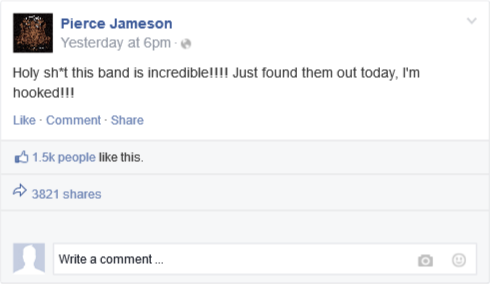 Pierce Jameson
Yesterday at 6pm ·
Holy sh*t this band is incredible!!!! Just found them out today, I'm
hooked!!!
Like · Comment · Share
1.5k people like this.
3821 shares
Write a comment ...